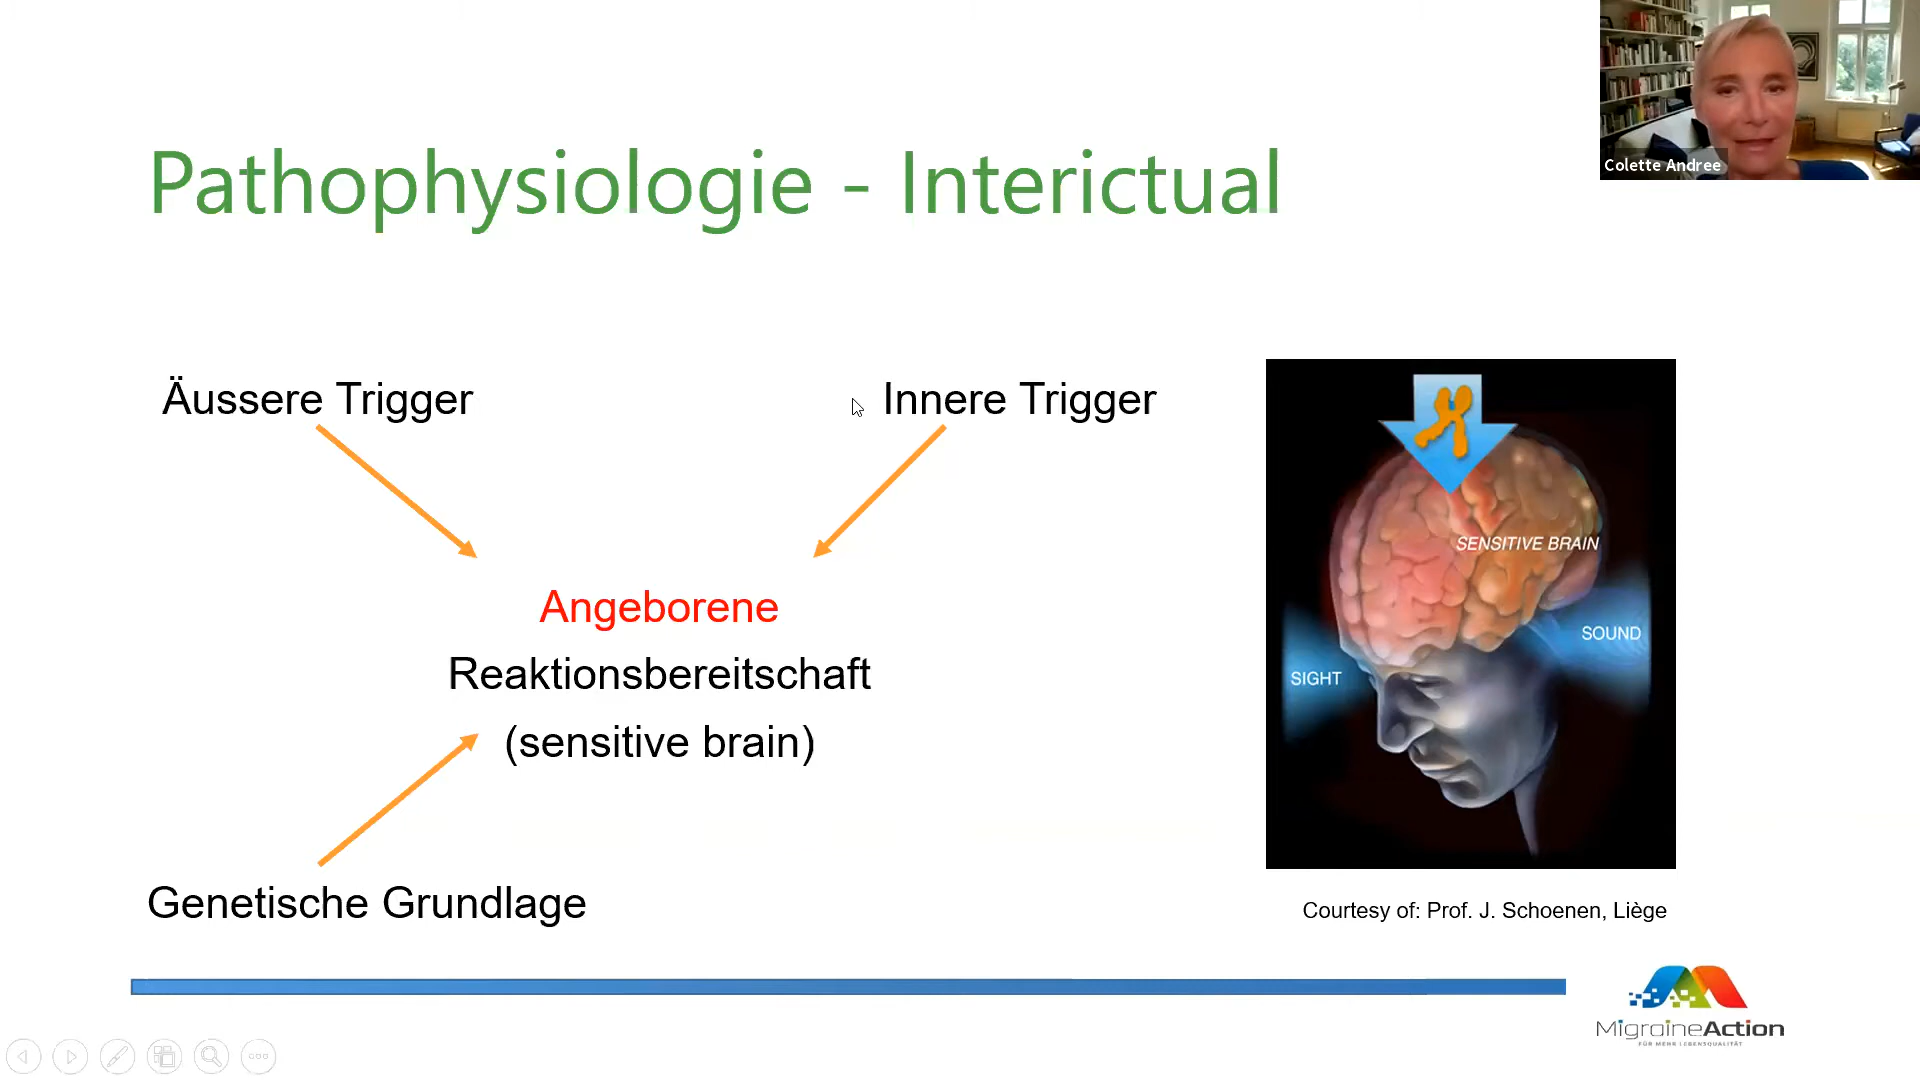 Colette Andree
Pathophysiologie - Interictual
Äussere Trigger
Innere Trigger
Angeborene
Reaktionsbereitschaft
(sensitive brain)
Genetische Grundlage
SENSITIVE BRAIN
SOUND
SIGHT
Courtesy of: Prof. J. Schoenen, Liège
MigraineAction
FÜR MEHR LEBENSQUALITÄT